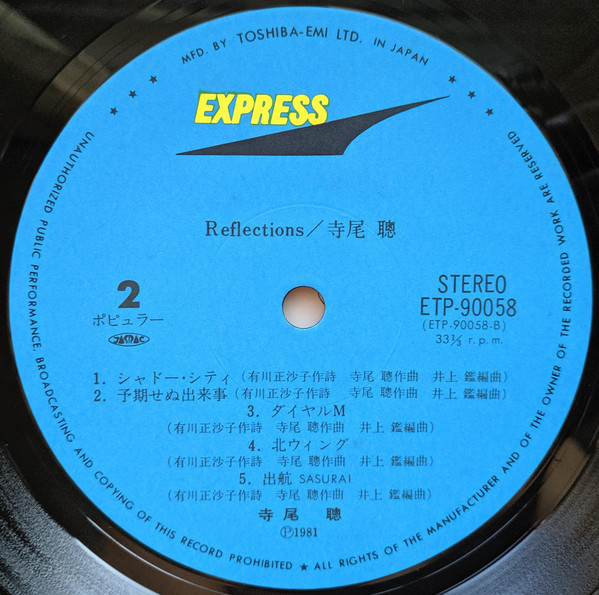 MFD. BY TOSHIBA-EMI LTD. IN JAPAN
EXPRESS
Reflections／寺尾 聰
2
ポピュラー
JASRAC
STEREO
ETP-90058
(ETP-90058-B)
33⅓ r.p.m.
1. シャドー・シティ (有川正沙子作詩 寺尾 聰作曲 井上 鑑編曲)
2. 予期せぬ出来事 (有川正沙子作詩 寺尾 聰作曲 井上 鑑編曲)
3. ダイヤルM
(有川正沙子作詩 寺尾 聰作曲 井上 鑑編曲)
4. 北ウィング
(有川正沙子作詩 寺尾 聰作曲 井上 鑑編曲)
5. 出航 SASURAI
(有川正沙子作詩 寺尾 聰作曲 井上 鑑編曲)
寺尾 聰
Ⓟ1981
UNAUTHORIZED PUBLIC PERFORMANCE, BROADCASTING AND COPYING OF THIS RECORD PROHIBITED ★ ALL RIGHTS OF THE MANUFACTURER AND OF THE OWNER OF THE RECORDED WORK ARE RESERVED